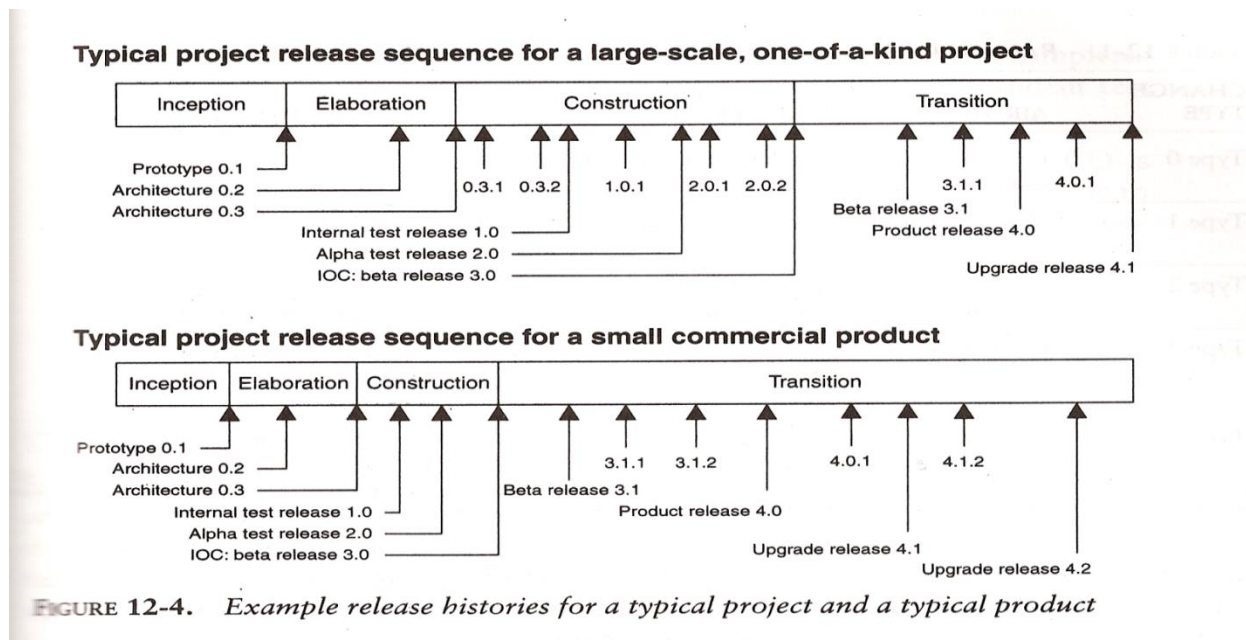 Typical project release sequence for a large-scale, one-of-a-kind project
Inception Elaboration Construction Transition
Prototype 0.1
Architecture 0.2
Architecture 0.3
0.3.1 0.3.2 1.0.1 2.0.1 2.0.2 3.1.1 4.0.1
Beta release 3.1
Internal test release 1.0
Product release 4.0
Alpha test release 2.0
IOC: beta release 3.0
Upgrade release 4.1
Typical project release sequence for a small commercial product
Inception Elaboration Construction Transition
Prototype 0.1
Architecture 0.2
3.1.1 3.1.2 4.0.1 4.1.2
Architecture 0.3
Beta release 3.1
Internal test release 1.0
Product release 4.0
Alpha test release 2.0
IOC: beta release 3.0
Upgrade release 4.1
Upgrade release 4.2
FIGURE 12-4. Example release histories for a typical project and a typical product